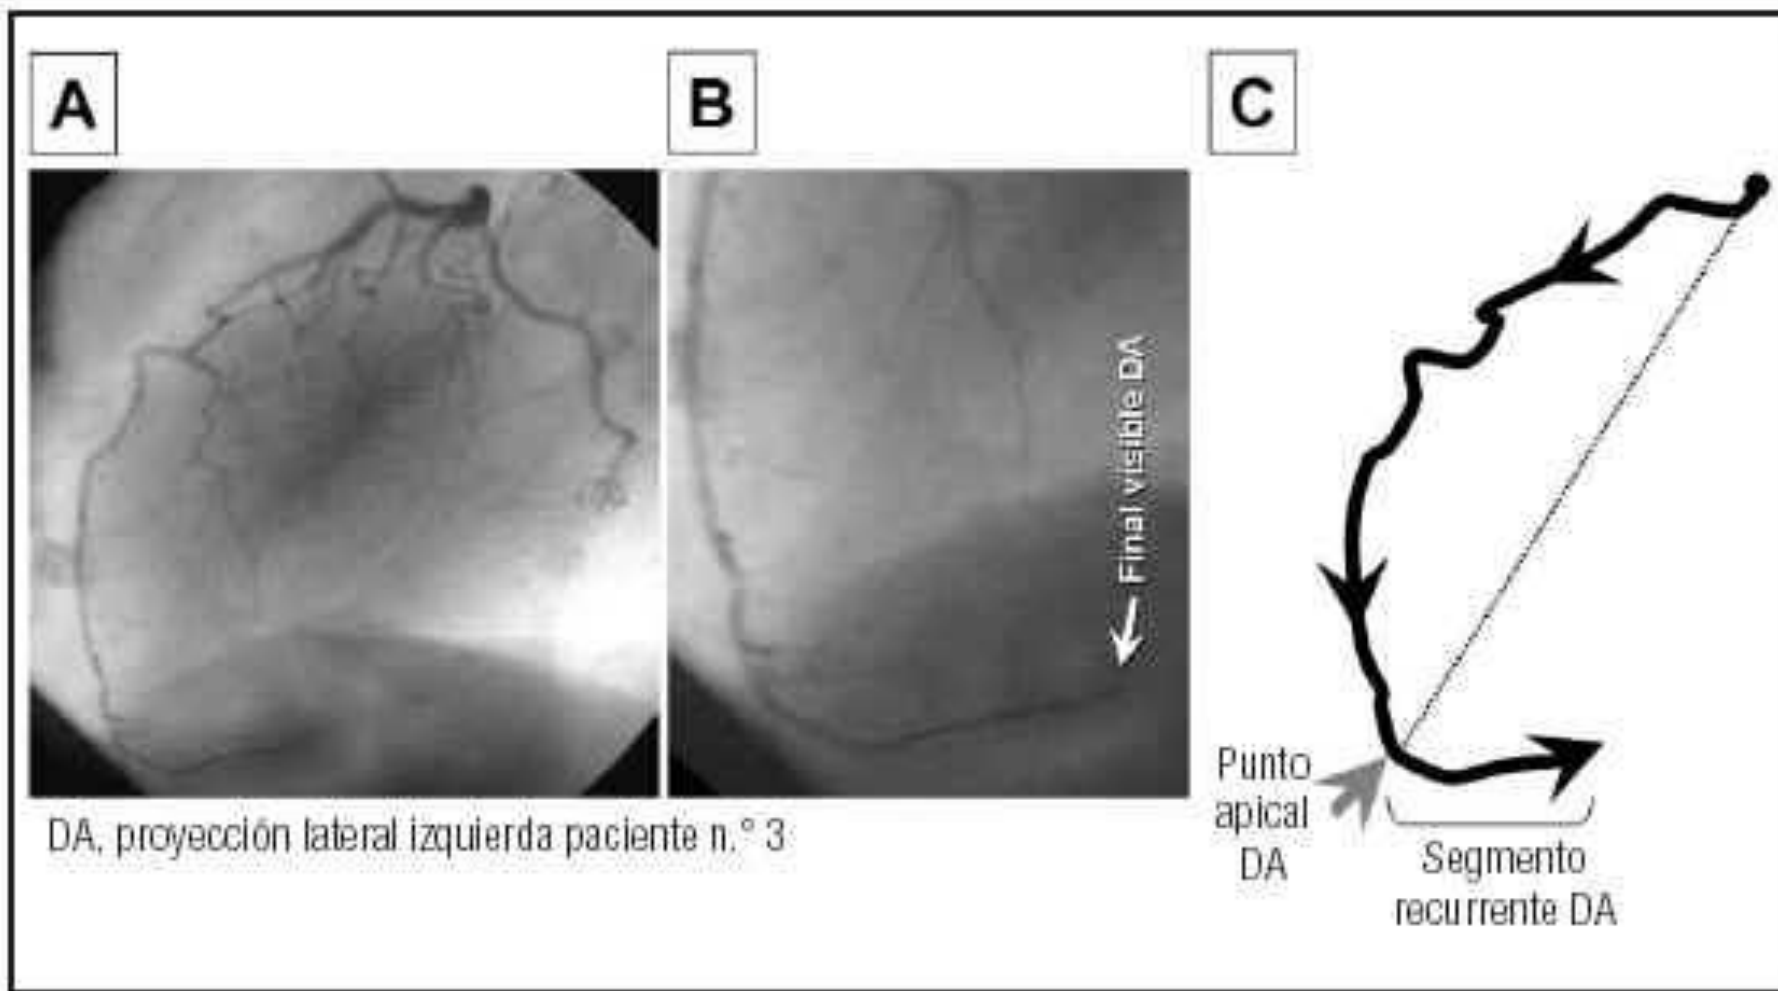 A
B
C
Final visible DA
DA, proyección lateral izquierda paciente n.° 3
Punto
apical
DA
Segmento
recurrente DA